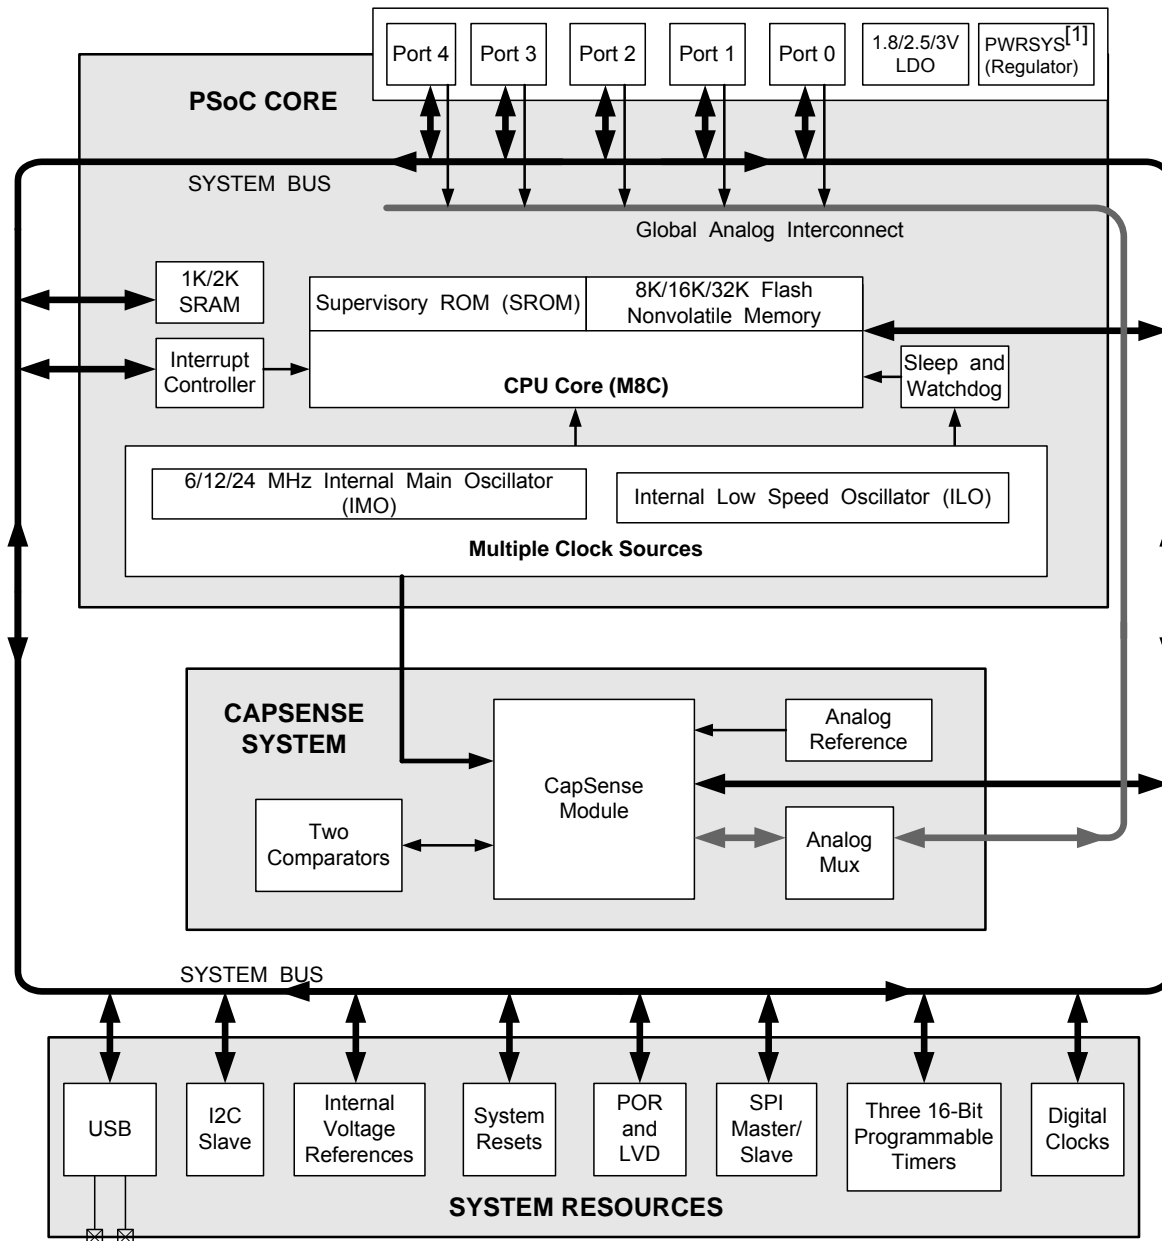 Port 4
Port 3
Port 2
Port 1
Port 0
1.8/2.5/3V
LDO
PWRSYS[1]
(Regulator)
PSoC CORE
SYSTEM BUS
Global Analog Interconnect
1K/2K
SRAM
Supervisory ROM (SROM)
8K/16K/32K Flash
Nonvolatile Memory
Interrupt
Controller
CPU Core (M8C)
Sleep and
Watchdog
6/12/24 MHz Internal Main Oscillator
(IMO)
Internal Low Speed Oscillator (ILO)
Multiple Clock Sources
CAPSENSE
SYSTEM
CapSense
Module
Analog
Reference
Two
Comparators
Analog
Mux
SYSTEM BUS
USB
I2C
Slave
Internal
Voltage
References
System
Resets
POR
and
LVD
SPI
Master/
Slave
Three 16-Bit
Programmable
Timers
Digital
Clocks
SYSTEM RESOURCES